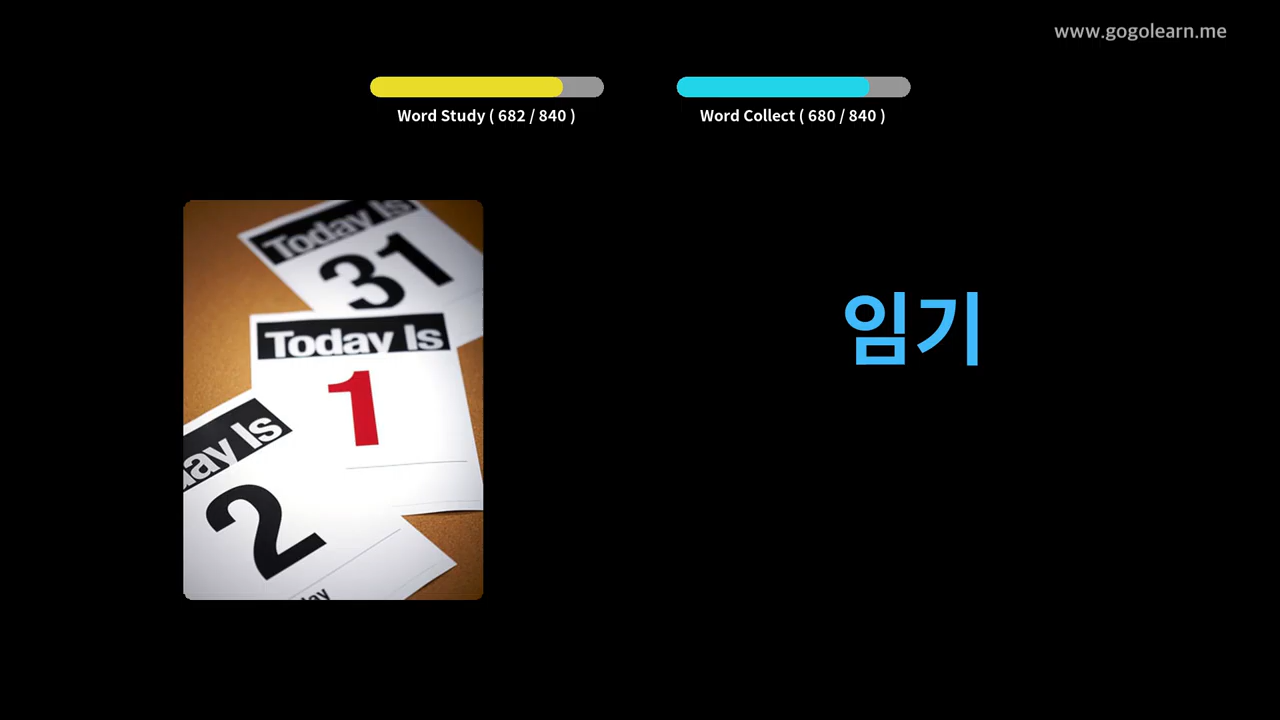 www.gogolearn.me
Word Study ( 682 / 840 )
Word Collect ( 680 / 840 )
Today Is
31
Today Is
1
ay Is
2
임기